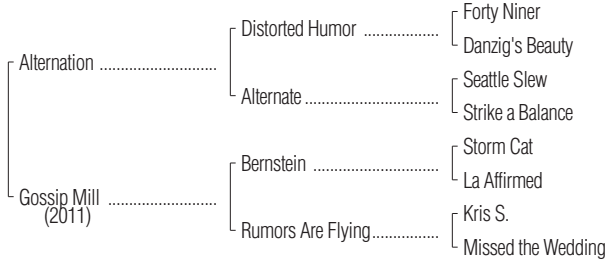 Forty Niner
Distorted Humor
Danzig's Beauty
Alternation
Seattle Slew
Alternate
Strike a Balance
Storm Cat
Bernstein
La Affirmed
Gossip Mill
(2011)
Kris S.
Rumors Are Flying
Missed the Wedding